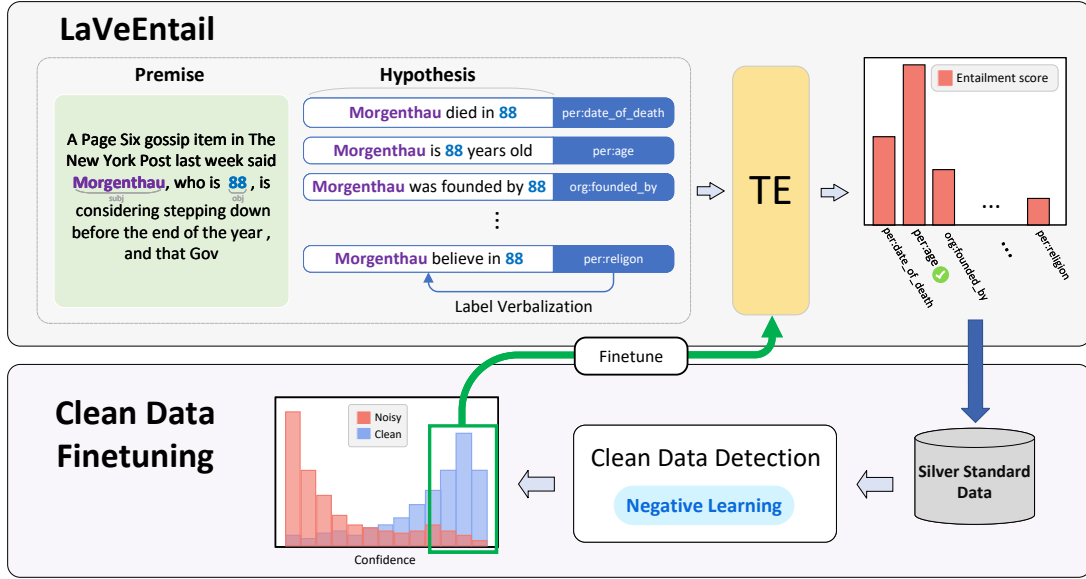 LaVeEntail
Premise
A Page Six gossip item in The
New York Post last week said
Morgenthau, who is 88 , is
subj obj
considering stepping down
before the end of the year ,
and that Gov
Hypothesis
Morgenthau died in 88 per:date_of_death
Morgenthau is 88 years old per:age
Morgenthau was founded by 88 org:founded_by
⋮
Morgenthau believe in 88 per:religon
Label Verbalization
TE
Entailment score
...
per:date_of_death
per:age
org:founded_by
...
per:religion
Finetune
Clean Data
Finetuning
Noisy
Clean
Confidence
Clean Data Detection
Negative Learning
Silver Standard
Data